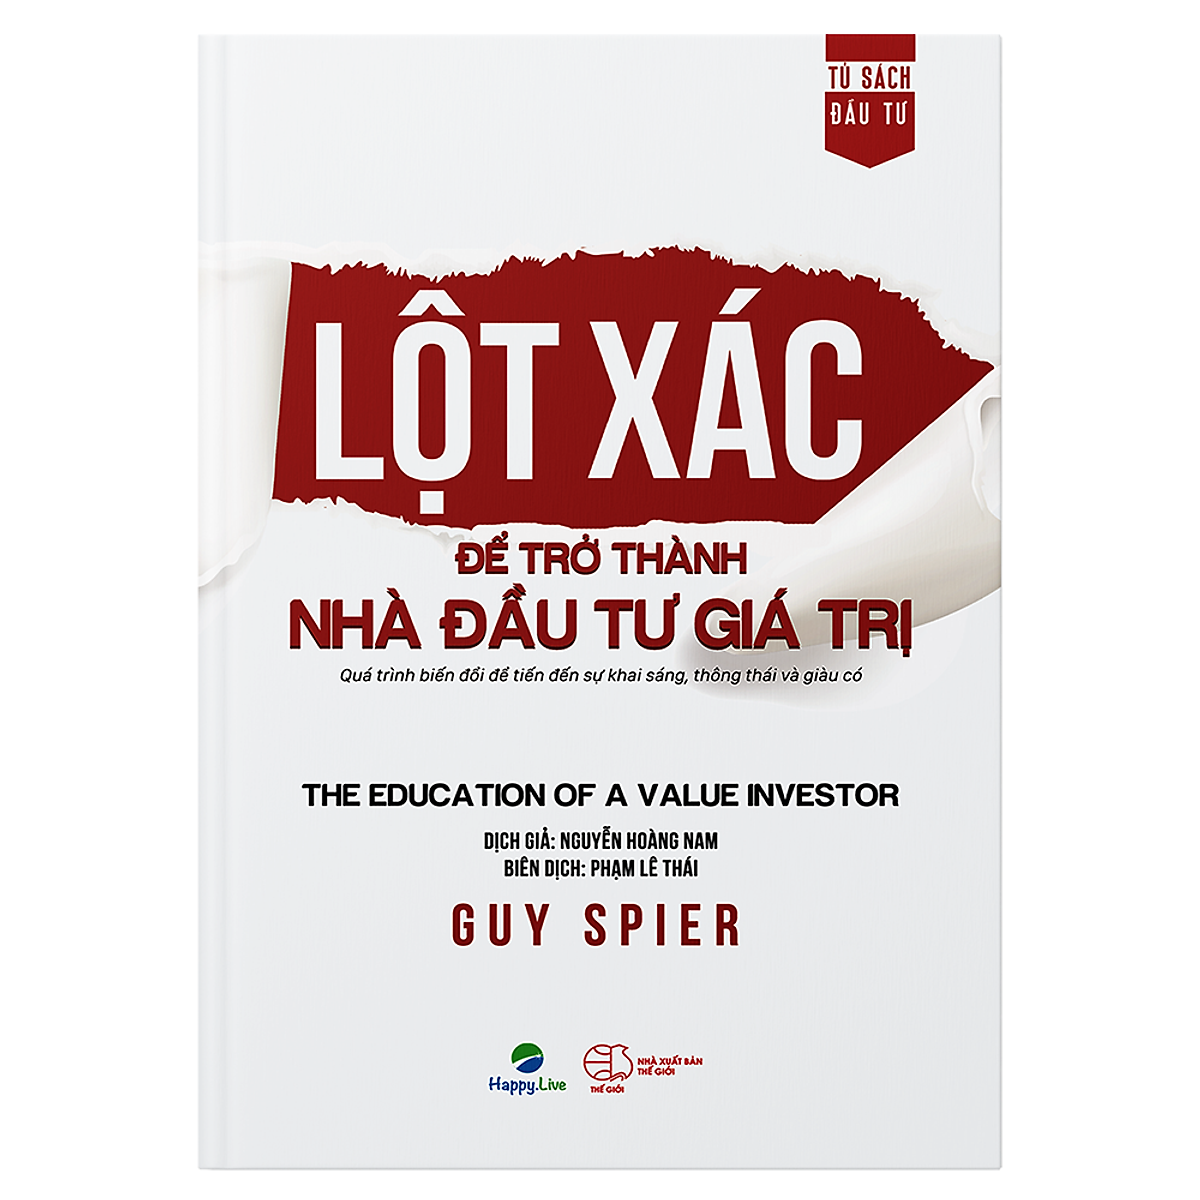 TỦ SÁCH
ĐẦU TƯ
LỘT XÁC
ĐỂ TRỞ THÀNH
NHÀ ĐẦU TƯ GIÁ TRỊ
Quá trình biến đổi để tiến đến sự khai sáng, thông thái và giàu có
THE EDUCATION OF A VALUE INVESTOR
DỊCH GIẢ: NGUYỄN HOÀNG NAM
BIÊN DỊCH: PHẠM LÊ THÁI
GUY SPIER
Happy.Live
THẾ GIỚI
NHÀ XUẤT BẢN
THẾ GIỚI